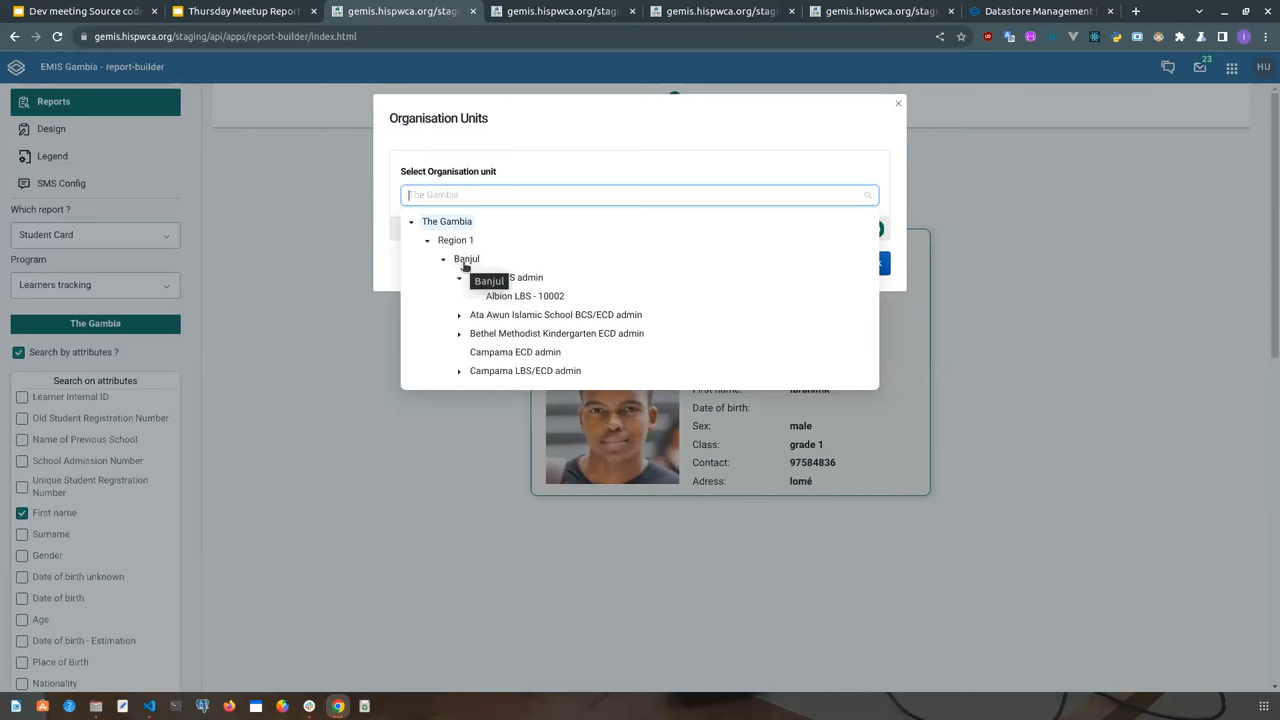 Dev meeting Source cod
Thursday Meetup Report
gemis.hispwca.org/stagi
gemis.hispwca.org/stagi
gemis.hispwca.org/stagi
gemis.hispwca.org/stagi
Datastore Management
gemis.hispwca.org/staging/api/apps/report-builder/index.html
EMIS Gambia - report-builder
23
HU
Reports
Design
Legend
SMS Config
Which report ?
Student Card
Program
Learners tracking
The Gambia
Search by attributes ?
Search on attributes
Learner Internal ID
Old Student Registration Number
Name of Previous School
School Admission Number
Unique Student Registration
Number
First name
Surname
Gender
Date of birth unknown
Date of birth
Age
Date of birth - Estimation
Place of Birth
Nationality
Organisation Units
Select Organisation unit
The Gambia
The Gambia
Region 1
Banjul
Banjul
S admin
Albion LBS - 10002
Ata Awun Islamic School BCS/ECD admin
Bethel Methodist Kindergarten ECD admin
Campama ECD admin
Campama LBS/ECD admin
Date of birth:
Sex: male
Class: grade 1
Contact: 97584836
Adress: lomé